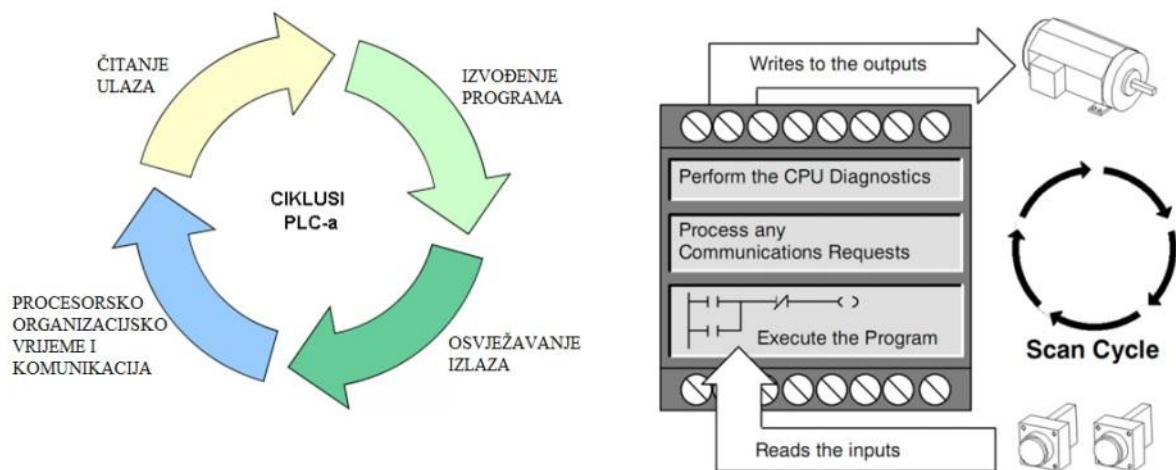 ČITANJE
ULAZA
IZVOĐENJE
PROGRAMA
CIKLUSI
PLC-a
PROCESORSKO
ORGANIZACIJSKO
VRIJEME I
KOMUNIKACIJA
OSVJEŽAVANJE
IZLAZA
Writes to the outputs
Perform the CPU Diagnostics
Process any
Communications Requests
Execute the Program
Reads the inputs
Scan Cycle